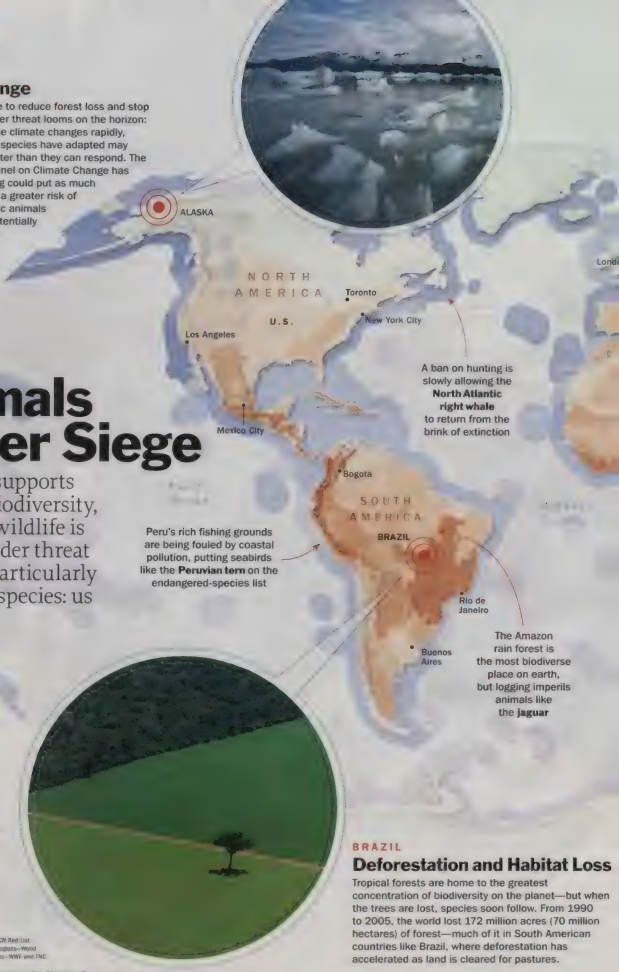 nge
e to reduce forest loss and stop
er threat looms on the horizon:
e climate changes rapidly,
species have adapted may
ter than they can respond. The
nel on Climate Change has
g could put as much
a greater risk of
c animals
tentially
ALASKA
NORTH
AMERICA
Toronto
U.S.
New York City
Los Angeles
Mexico City
Lond
A ban on hunting is
slowly allowing the
North Atlantic
right whale
to return from the
brink of extinction
mals
er Siege
supports
iodiversity,
wildlife is
der threat
articularly
species: us
Bogotá
SOUTH
AMERICA
BRAZIL
Peru's rich fishing grounds
are being fouled by coastal
pollution, putting seabirds
like the Peruvian tern on the
endangered-species list
Rio de
Janeiro
Buenos
Aires
The Amazon
rain forest is
the most biodiverse
place on earth,
but logging imperils
animals like
the jaguar
BRAZIL
Deforestation and Habitat Loss
Tropical forests are home to the greatest
concentration of biodiversity on the planet—but when
the trees are lost, species soon follow. From 1990
to 2005, the world lost 172 million acres (70 million
hectares) of forest—much of it in South American
countries like Brazil, where deforestation has
accelerated as land is cleared for pastures.
Red List
egions—World
WWF and TNC